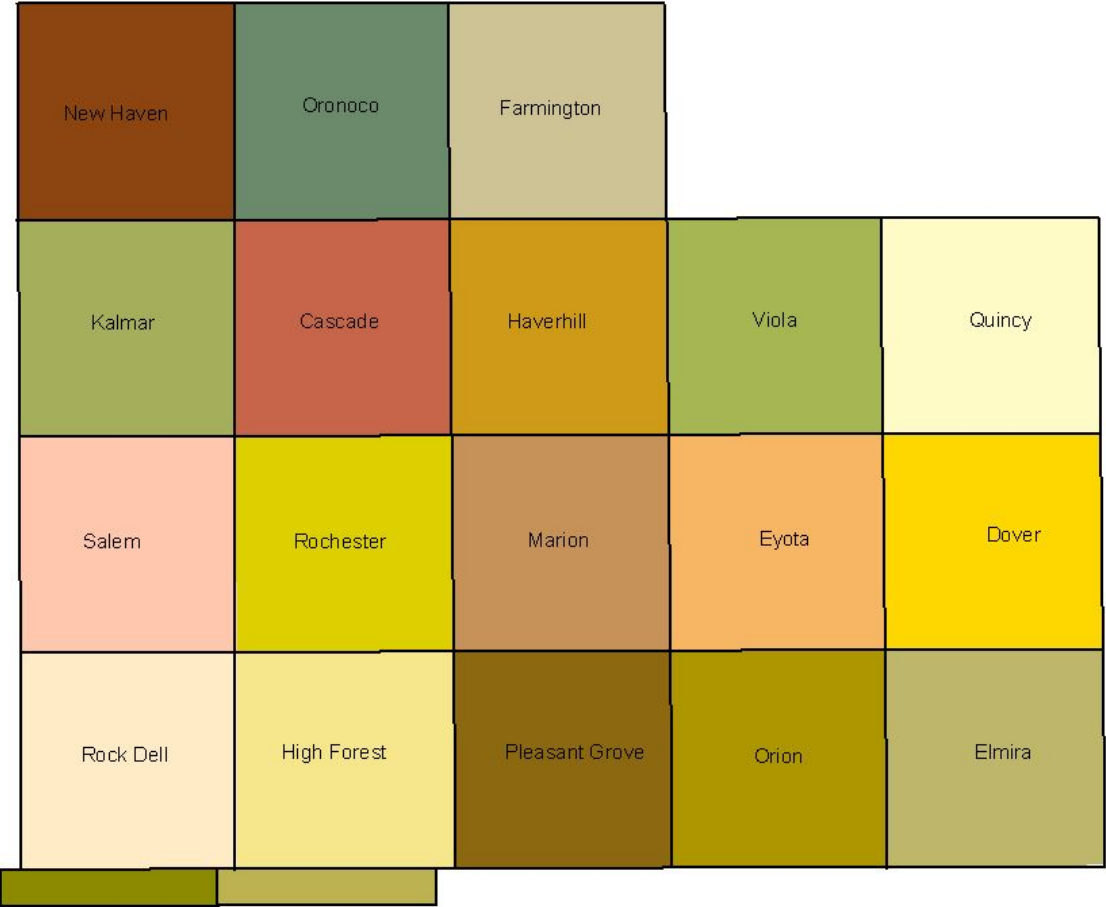 New Haven
Oronoco
Farmington
Kalmar
Cascade
Haverhill
Viola
Quincy
Salem
Rochester
Marion
Eyota
Dover
Rock Dell
High Forest
Pleasant Grove
Orion
Elmira